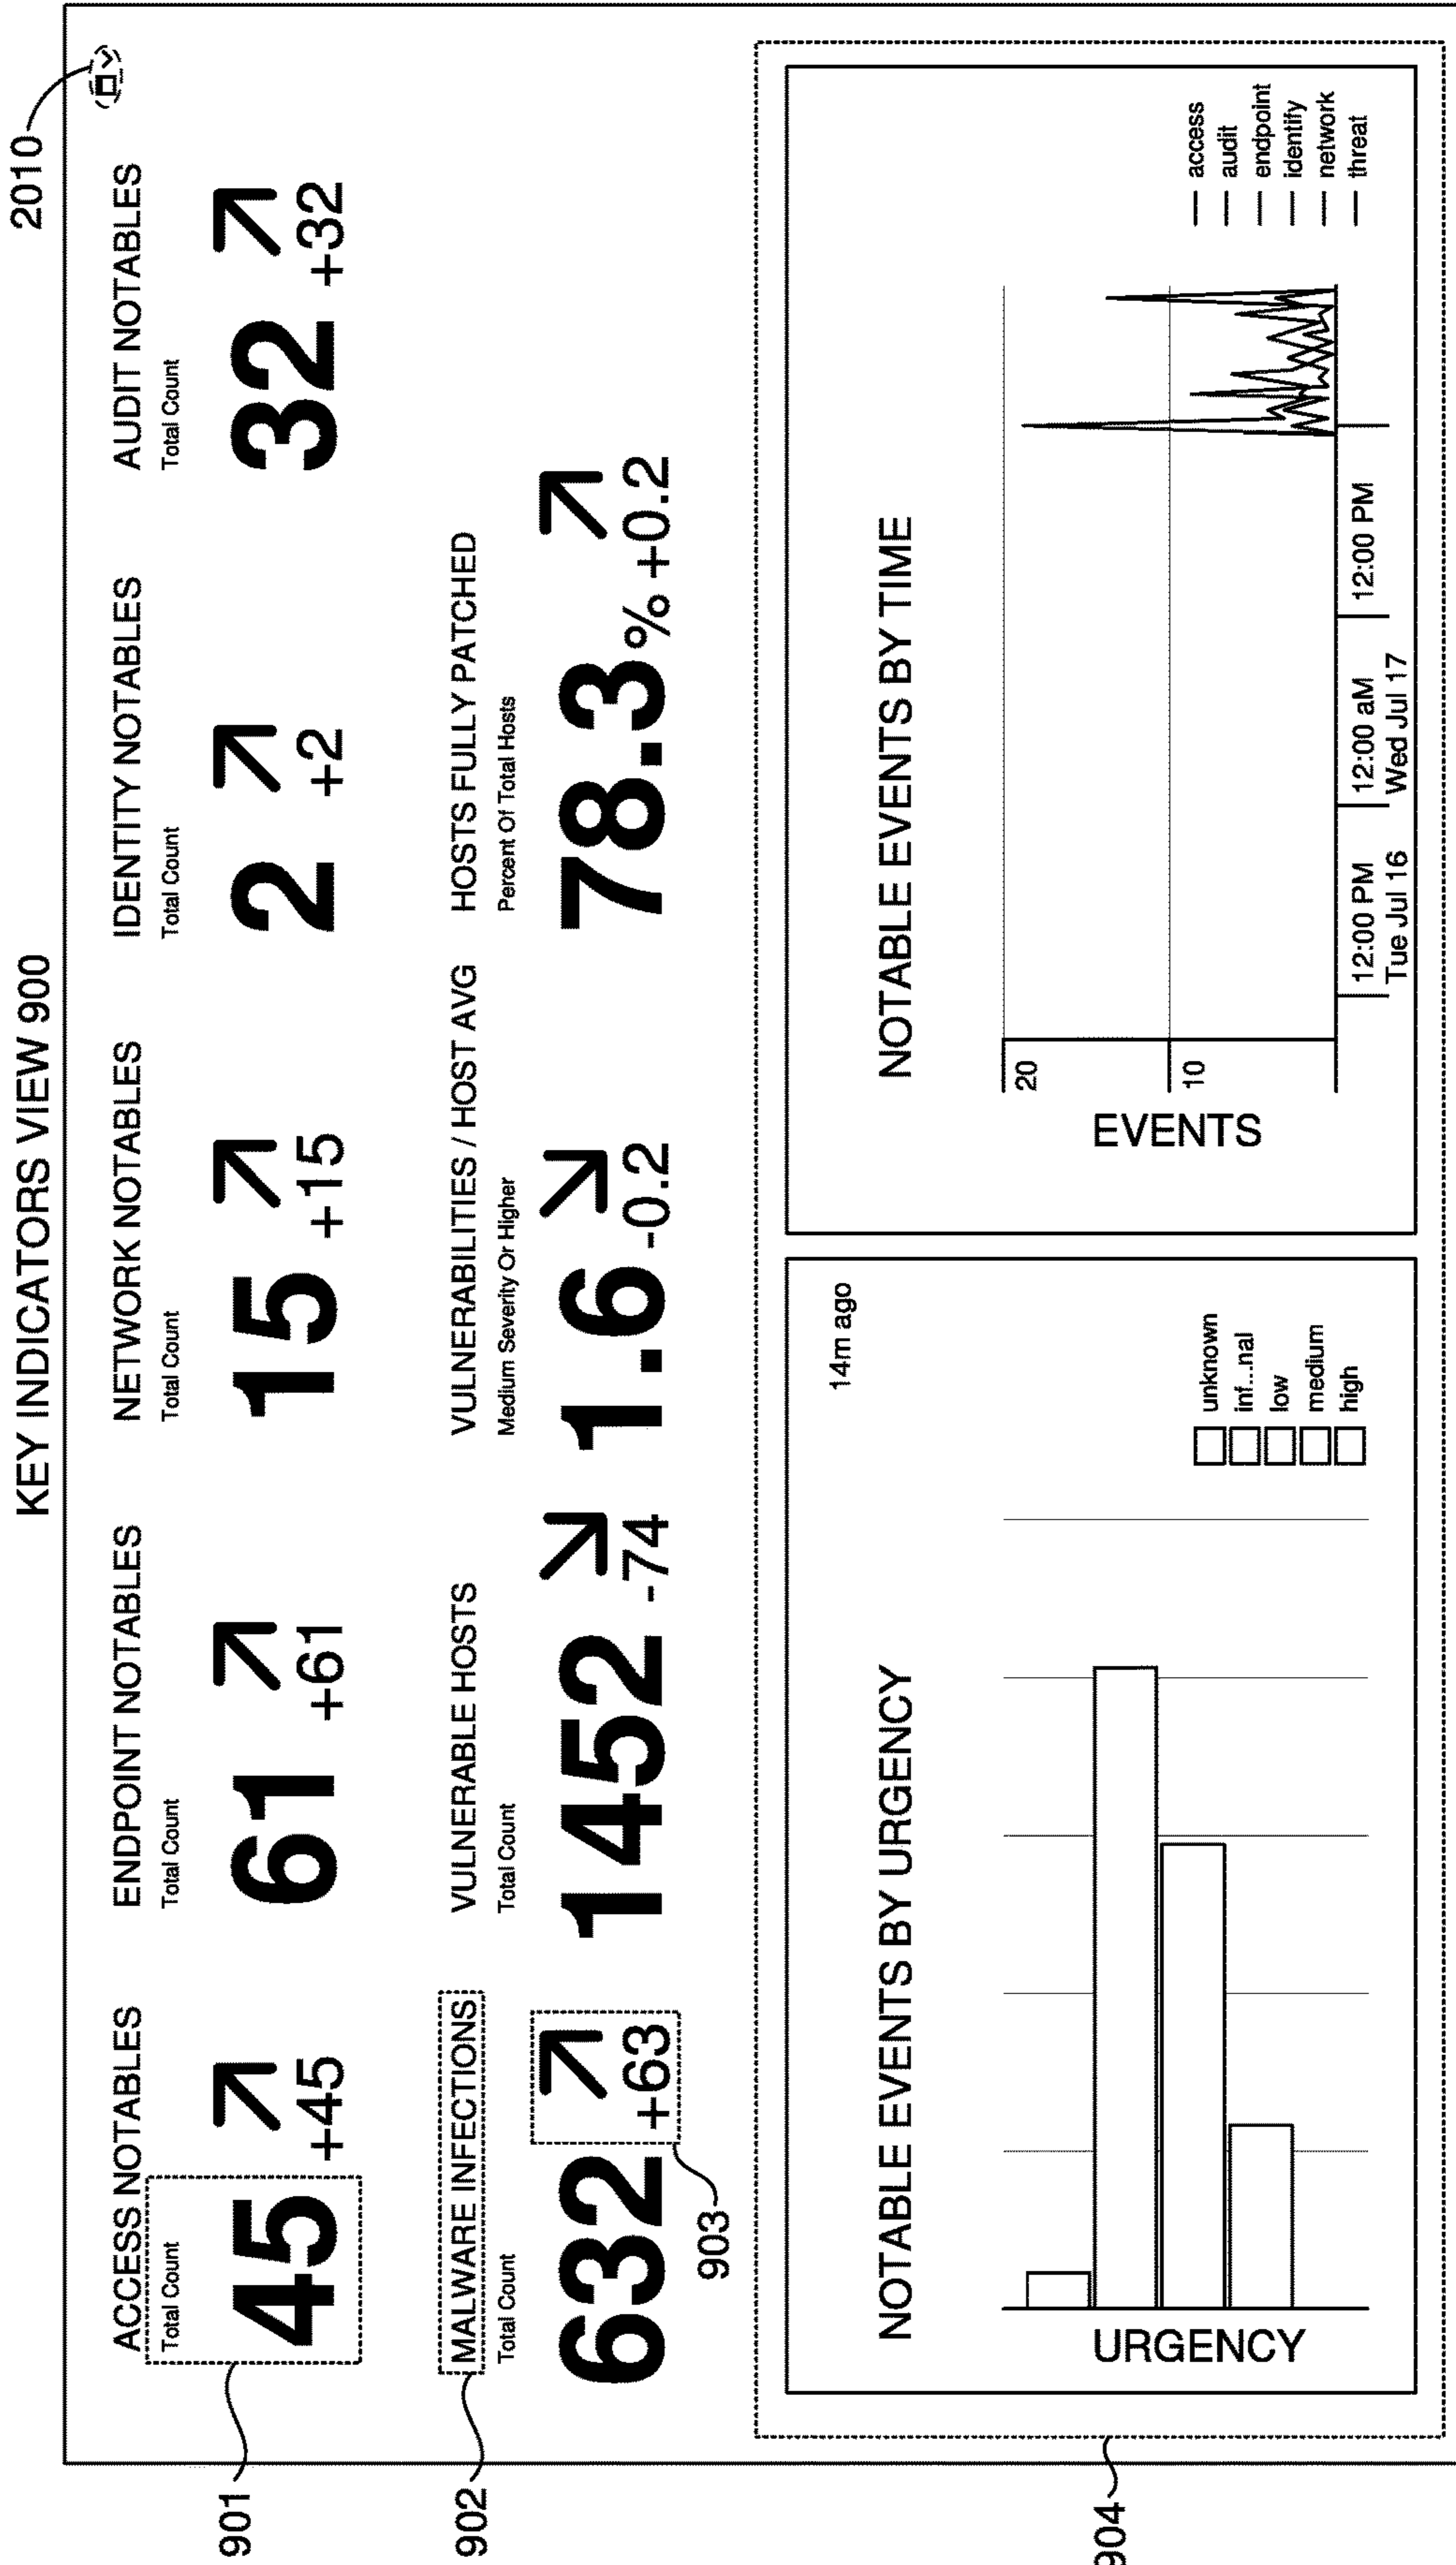 KEY INDICATORS VIEW 900
2010
ACCESS NOTABLES
Total Count
45 +45
ENDPOINT NOTABLES
Total Count
61 +61
NETWORK NOTABLES
Total Count
15 +15
IDENTITY NOTABLES
Total Count
2 +2
AUDIT NOTABLES
Total Count
32 +32
901
MALWARE INFECTIONS
Total Count
632 +63
VULNERABLE HOSTS
Total Count
1452 -74
VULNERABILITIES / HOST AVG
Medium Severity Or Higher
1.6 -0.2
HOSTS FULLY PATCHED
Percent Of Total Hosts
78.3% +0.2
902
903
14m ago
NOTABLE EVENTS BY URGENCY
URGENCY
unknown
inf...nal
low
medium
high
NOTABLE EVENTS BY TIME
EVENTS
20
10
12:00 PM
Tue Jul 16
12:00 aM
Wed Jul 17
12:00 PM
access
audit
endpoint
identify
network
threat
904